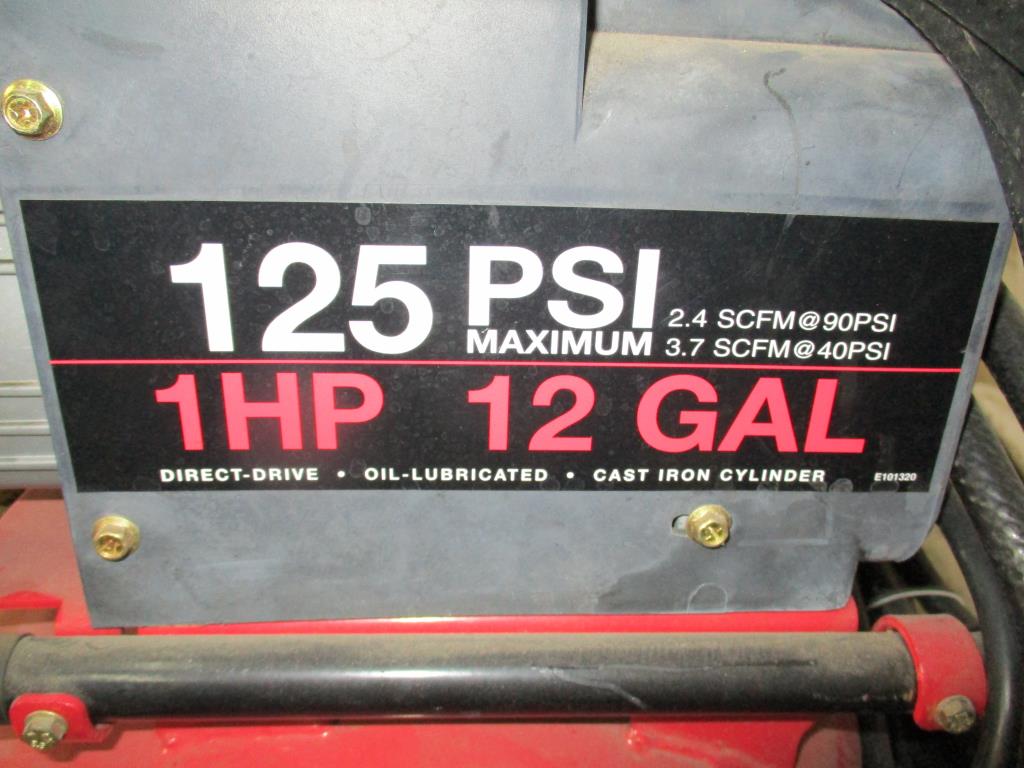 125 PSI
MAXIMUM
2.4 SCFM@90PSI
3.7 SCFM@40PSI
1HP 12 GAL
DIRECT-DRIVE • OIL-LUBRICATED • CAST IRON CYLINDER
E101320